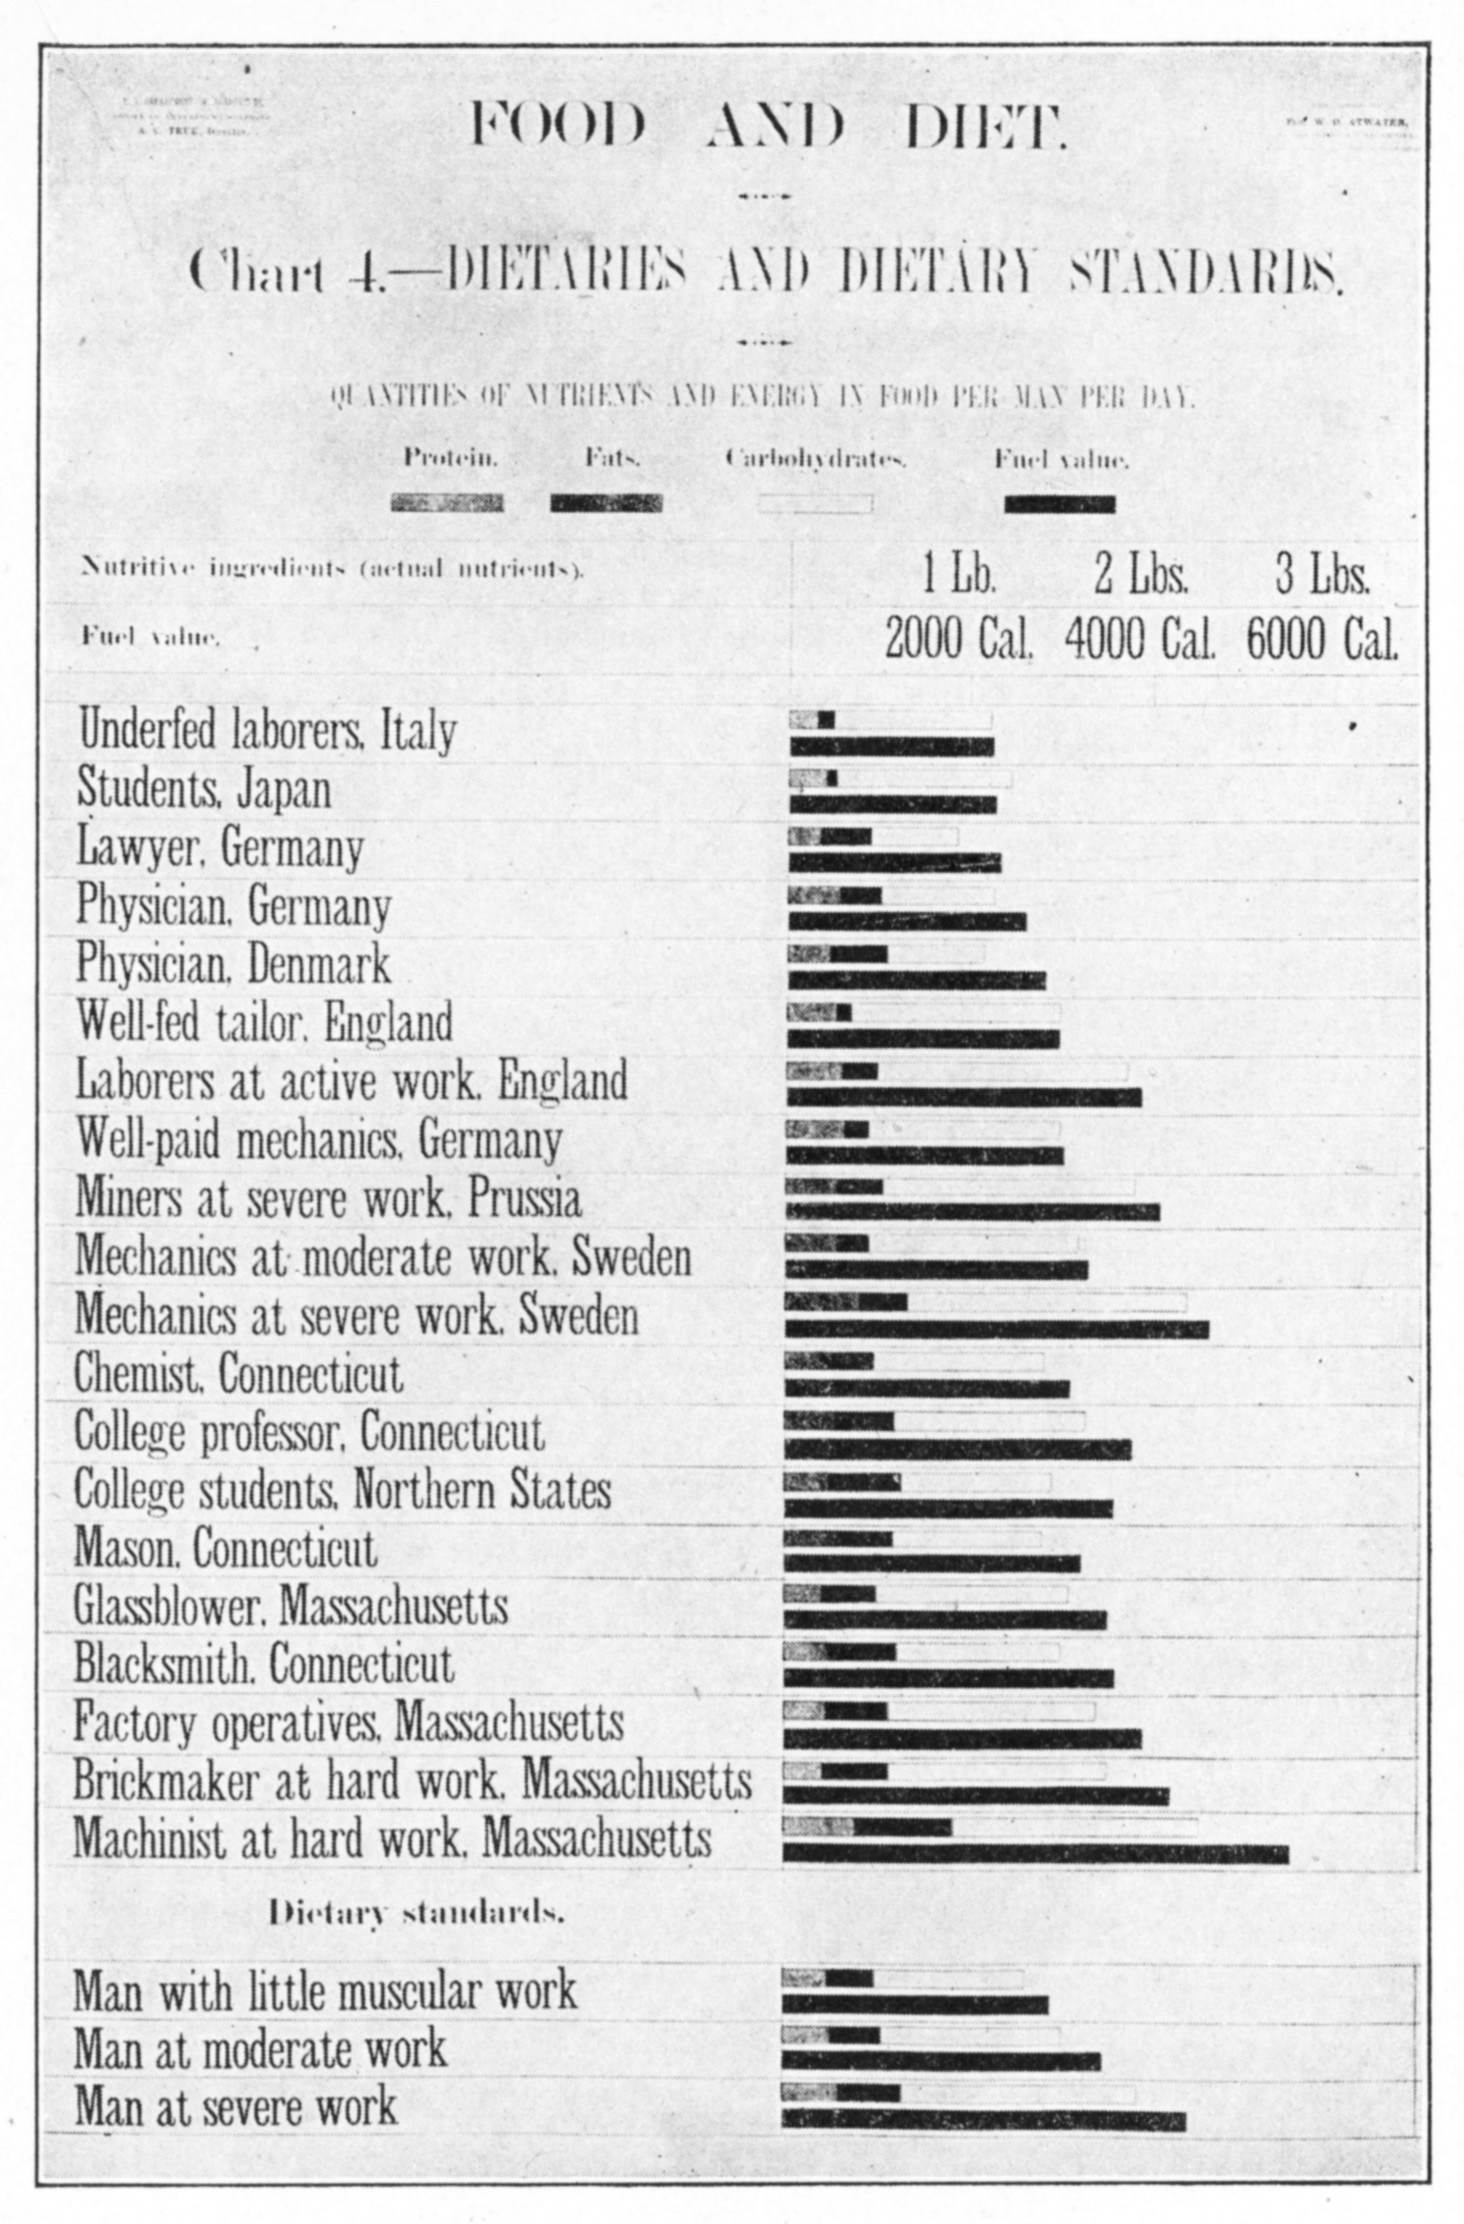 A. C. TRUE, Director.
Prof. W. O. ATWATER,
FOOD AND DIET.
Chart 4.—DIETARIES AND DIETARY STANDARDS.
QUANTITIES OF NUTRIENTS AND ENERGY IN FOOD PER MAN PER DAY.
Protein. Fats. Carbohydrates. Fuel value.
Nutritive ingredients (actual nutrients). 1 Lb. 2 Lbs. 3 Lbs.
Fuel value. 2000 Cal. 4000 Cal. 6000 Cal.
Underfed laborers, Italy
Students, Japan
Lawyer, Germany
Physician, Germany
Physician, Denmark
Well-fed tailor, England
Laborers at active work, England
Well-paid mechanics, Germany
Miners at severe work, Prussia
Mechanics at moderate work, Sweden
Mechanics at severe work, Sweden
Chemist, Connecticut
College professor, Connecticut
College students, Northern States
Mason, Connecticut
Glassblower, Massachusetts
Blacksmith, Connecticut
Factory operatives, Massachusetts
Brickmaker at hard work, Massachusetts
Machinist at hard work, Massachusetts
Dietary standards.
Man with little muscular work
Man at moderate work
Man at severe work